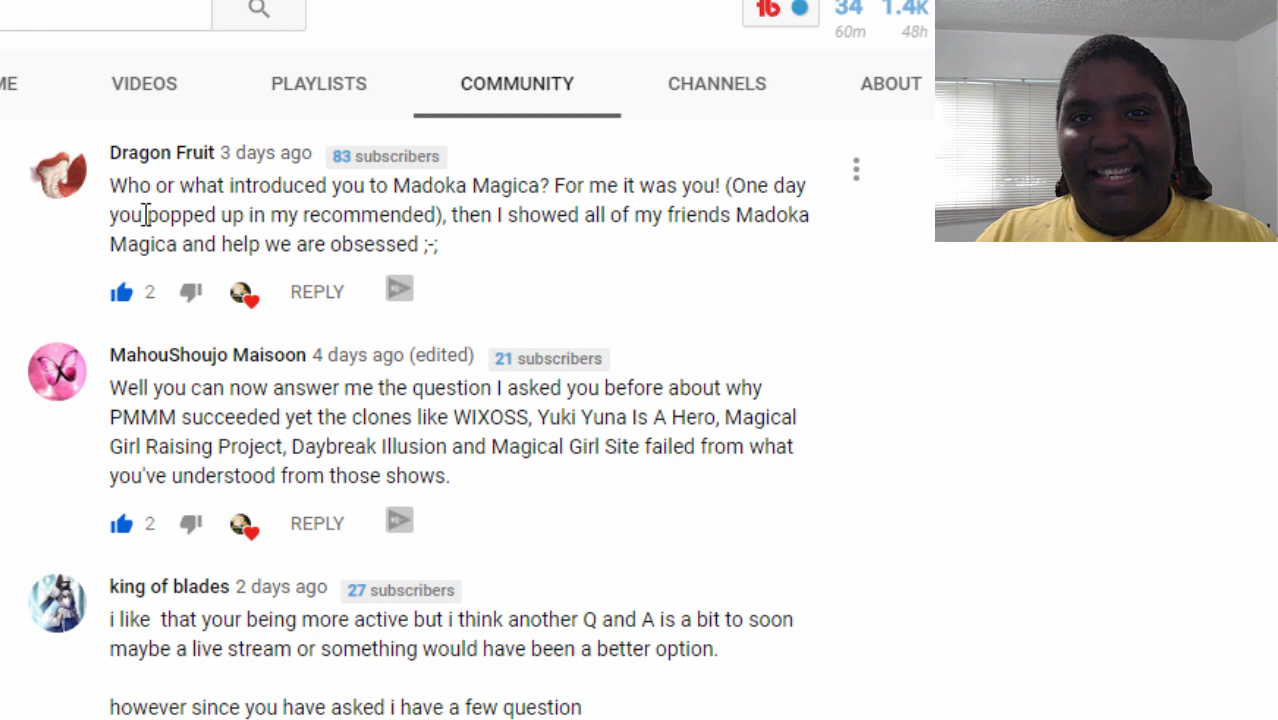 34 1.4K
60m 48h
ME VIDEOS PLAYLISTS COMMUNITY CHANNELS ABOUT
Dragon Fruit 3 days ago 83 subscribers
Who or what introduced you to Madoka Magica? For me it was you! (One day
you popped up in my recommended), then I showed all of my friends Madoka
Magica and help we are obsessed ;-;
2 REPLY
MahouShoujo Maisoon 4 days ago (edited) 21 subscribers
Well you can now answer me the question I asked you before about why
PMMM succeeded yet the clones like WIXOSS, Yuki Yuna Is A Hero, Magical
Girl Raising Project, Daybreak Illusion and Magical Girl Site failed from what
you've understood from those shows.
2 REPLY
king of blades 2 days ago 27 subscribers
i like that your being more active but i think another Q and A is a bit to soon
maybe a live stream or something would have been a better option.
however since you have asked i have a few question